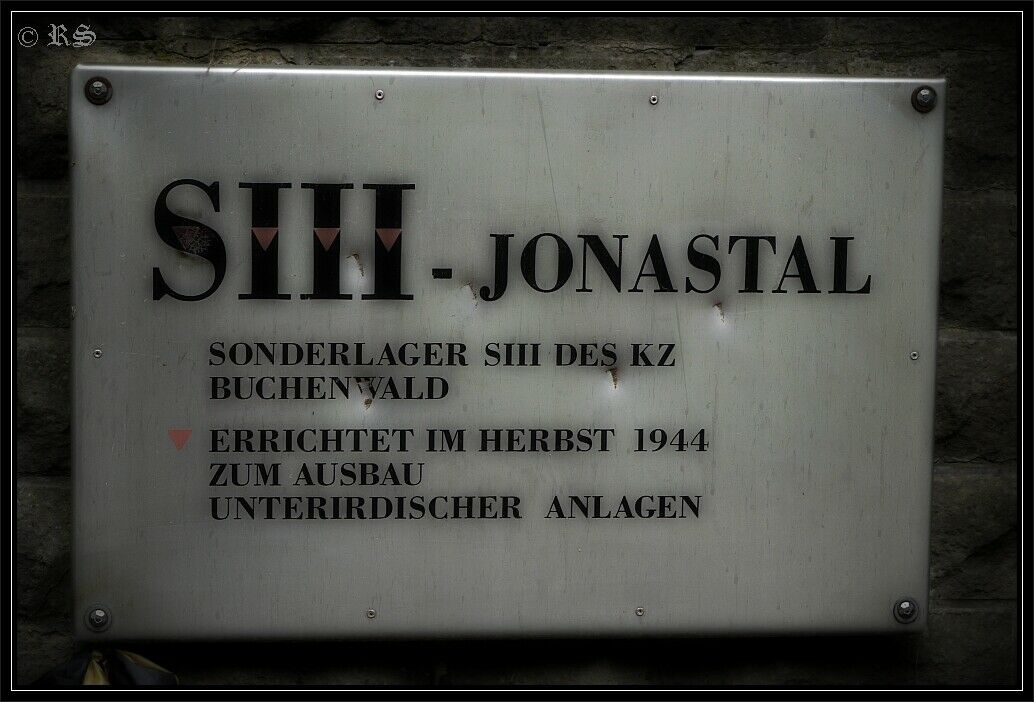 © RS
SIII - JONASTAL
SONDERLAGER SIII DES KZ
BUCHENWALD
ERRICHTET IM HERBST 1944
ZUM AUSBAU
UNTERIRDISCHER ANLAGEN